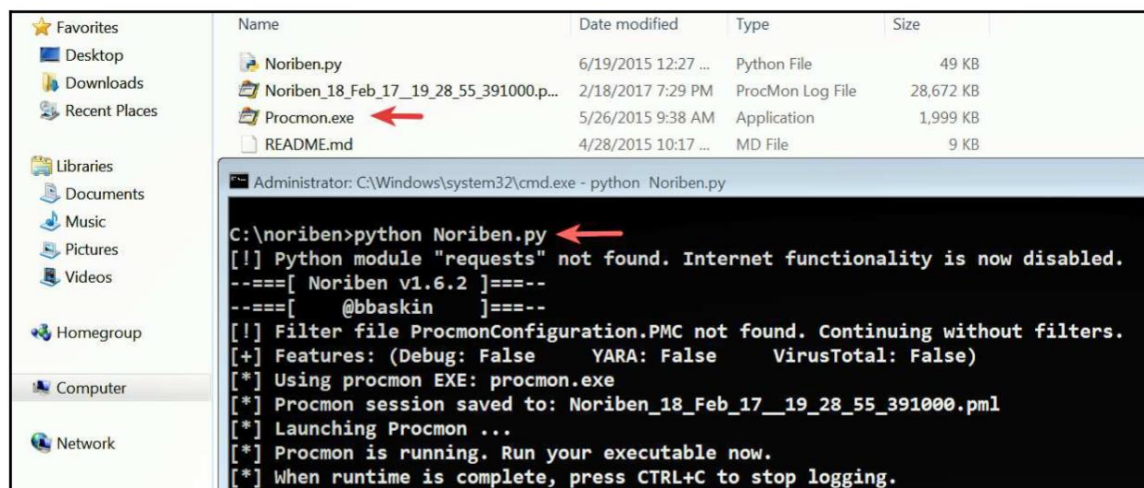 Favorites
Desktop
Downloads
Recent Places
Libraries
Documents
Music
Pictures
Videos
Homegroup
Computer
Network
Name Date modified Type Size
Noriben.py 6/19/2015 12:27 ... Python File 49 KB
Noriben_18_Feb_17__19_28_55_391000.p... 2/18/2017 7:29 PM ProcMon Log File 28,672 KB
Procmon.exe 5/26/2015 9:38 AM Application 1,999 KB
README.md 4/28/2015 10:17 ... MD File 9 KB
Administrator: C:\Windows\system32\cmd.exe - python Noriben.py
C:\noriben>python Noriben.py
[!] Python module "requests" not found. Internet functionality is now disabled.
--===[ Noriben v1.6.2 ]===--
--===[ @bbaskin ]===--
[!] Filter file ProcmonConfiguration.PMC not found. Continuing without filters.
[+] Features: (Debug: False YARA: False VirusTotal: False)
[*] Using procmon EXE: procmon.exe
[*] Procmon session saved to: Noriben_18_Feb_17__19_28_55_391000.pml
[*] Launching Procmon ...
[*] Procmon is running. Run your executable now.
[*] When runtime is complete, press CTRL+C to stop logging.